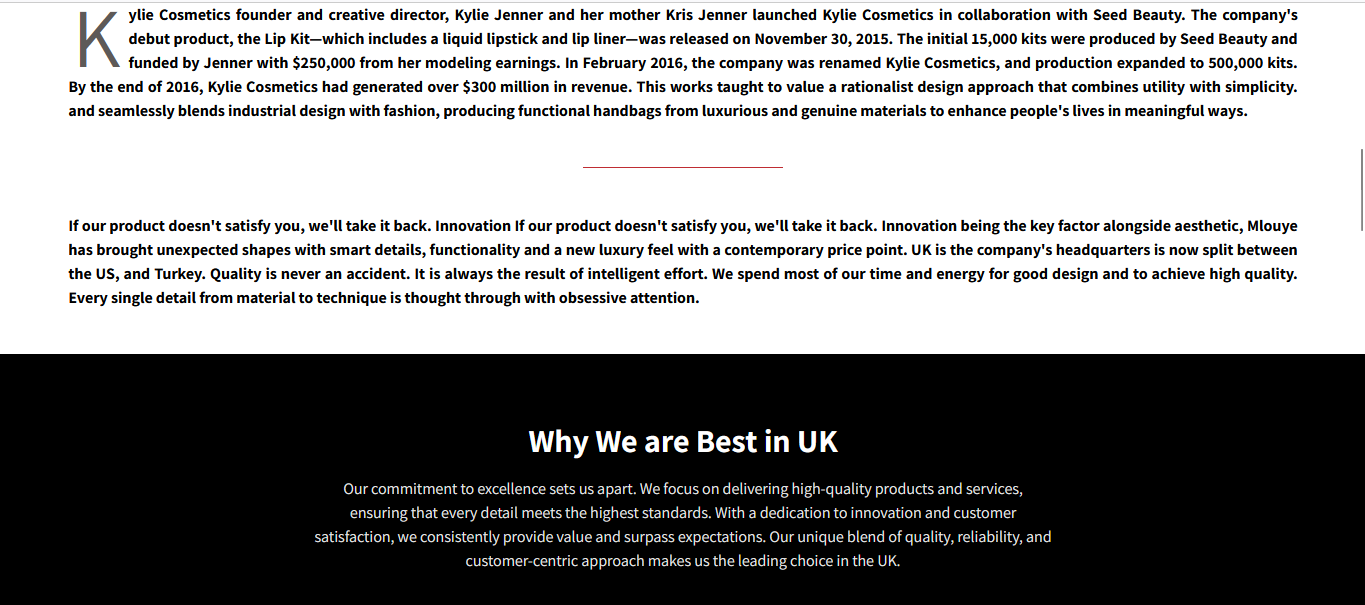 Kylie Cosmetics founder and creative director, Kylie Jenner and her mother Kris Jenner launched Kylie Cosmetics in collaboration with Seed Beauty. The company's
debut product, the Lip Kit—which includes a liquid lipstick and lip liner—was released on November 30, 2015. The initial 15,000 kits were produced by Seed Beauty and
funded by Jenner with $250,000 from her modeling earnings. In February 2016, the company was renamed Kylie Cosmetics, and production expanded to 500,000 kits.
By the end of 2016, Kylie Cosmetics had generated over $300 million in revenue. This works taught to value a rationalist design approach that combines utility with simplicity.
and seamlessly blends industrial design with fashion, producing functional handbags from luxurious and genuine materials to enhance people's lives in meaningful ways.
If our product doesn't satisfy you, we'll take it back. Innovation If our product doesn't satisfy you, we'll take it back. Innovation being the key factor alongside aesthetic, Mlouye
has brought unexpected shapes with smart details, functionality and a new luxury feel with a contemporary price point. UK is the company's headquarters is now split between
the US, and Turkey. Quality is never an accident. It is always the result of intelligent effort. We spend most of our time and energy for good design and to achieve high quality.
Every single detail from material to technique is thought through with obsessive attention.
Why We are Best in UK
Our commitment to excellence sets us apart. We focus on delivering high-quality products and services,
ensuring that every detail meets the highest standards. With a dedication to innovation and customer
satisfaction, we consistently provide value and surpass expectations. Our unique blend of quality, reliability, and
customer-centric approach makes us the leading choice in the UK.